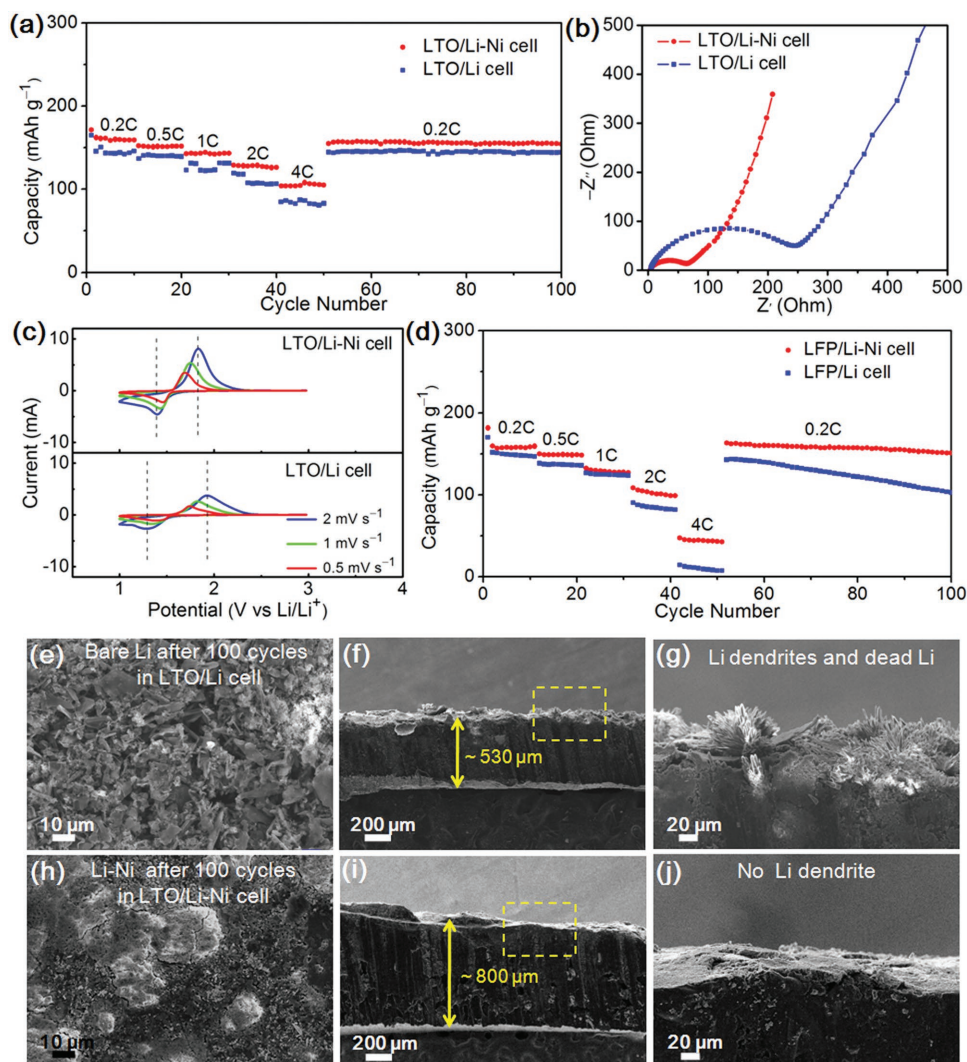 (a)
LTO/Li-Ni cell
LTO/Li cell
0.2C
0.5C
1C
2C
4C
0.2C
Capacity (mAh g⁻¹)
300
200
100
0
0 20 40 60 80 100
Cycle Number
(b)
LTO/Li-Ni cell
LTO/Li cell
−Z'' (Ohm)
500
400
300
200
100
0
0 100 200 300 400 500
Z' (Ohm)
(c)
LTO/Li-Ni cell
LTO/Li cell
2 mV s⁻¹
1 mV s⁻¹
0.5 mV s⁻¹
Current (mA)
10
0
-10
10
0
-10
1 2 3 4
Potential (V vs Li/Li⁺)
(d)
LFP/Li-Ni cell
LFP/Li cell
0.2C
0.5C
1C
2C
4C
0.2C
Capacity (mAh g⁻¹)
300
200
100
0
0 20 40 60 80 100
Cycle Number
(e) Bare Li after 100 cycles
in LTO/Li cell
10 µm
(f)
~ 530 µm
200 µm
(g) Li dendrites and dead Li
20 µm
(h) Li-Ni after 100 cycles
in LTO/Li-Ni cell
10 µm
(i)
~ 800 µm
200 µm
(j) No Li dendrite
20 µm